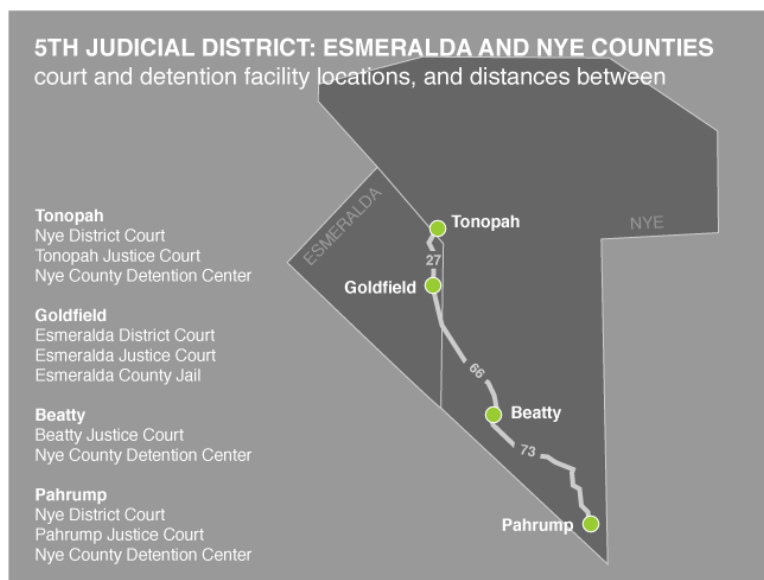 5TH JUDICIAL DISTRICT: ESMERALDA AND NYE COUNTIES
court and detention facility locations, and distances between
Tonopah
Nye District Court
Tonopah Justice Court
Nye County Detention Center
Goldfield
Esmeralda District Court
Esmeralda Justice Court
Esmeralda County Jail
Beatty
Beatty Justice Court
Nye County Detention Center
Pahrump
Nye District Court
Pahrump Justice Court
Nye County Detention Center
ESMERALDA
NYE
Tonopah
27
Goldfield
66
Beatty
73
Pahrump